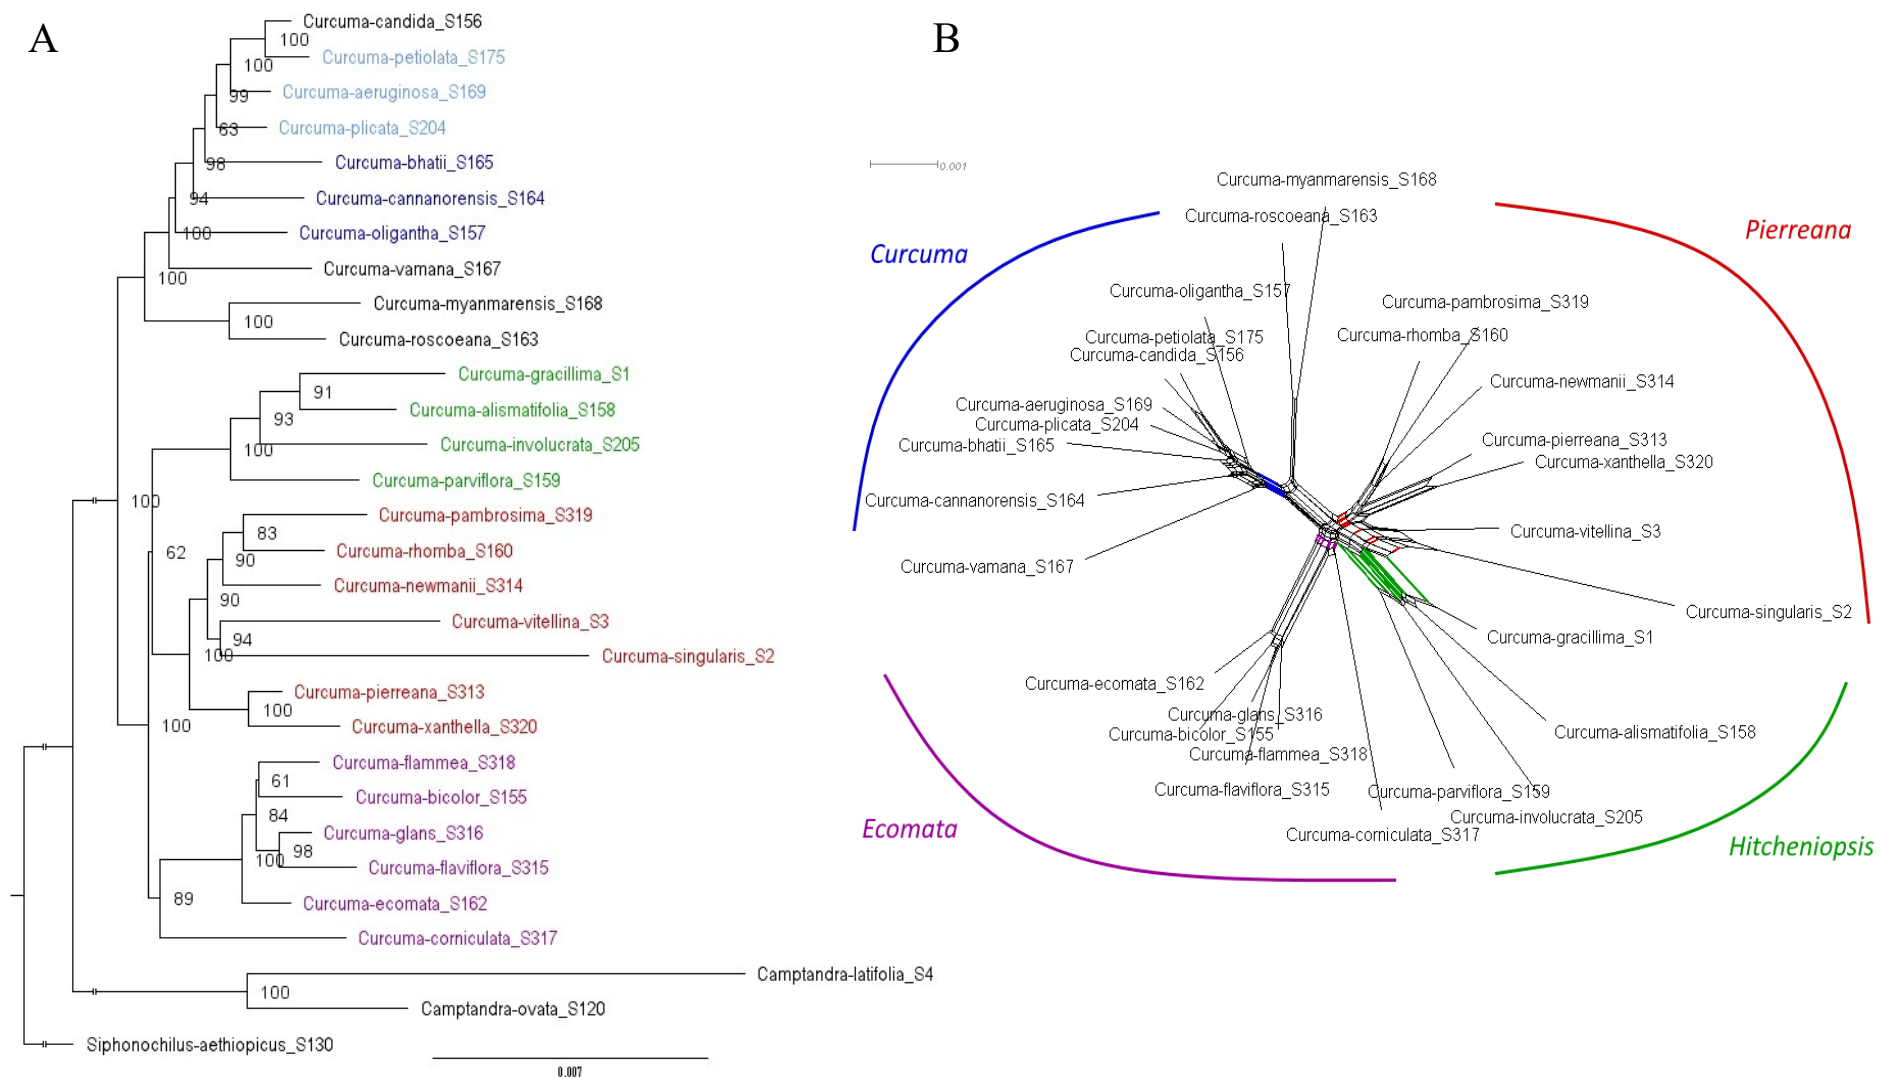 A
Curcuma-candida_S156
100
Curcuma-petiolata_S175
100
Curcuma-aeruginosa_S169
99
Curcuma-plicata_S204
63
Curcuma-bhatii_S165
98
Curcuma-cannanorensis_S164
94
Curcuma-oligantha_S157
100
Curcuma-vamana_S167
100
Curcuma-myanmarensis_S168
100
Curcuma-roscoeana_S163
Curcuma-gracillima_S1
91
Curcuma-alismatifolia_S158
93
Curcuma-involucrata_S205
100
Curcuma-parviflora_S159
100
Curcuma-pambrosima_S319
83
Curcuma-rhomba_S160
62
90
Curcuma-newmanii_S314
90
Curcuma-vitellina_S3
94
100
Curcuma-singularis_S2
Curcuma-pierreana_S313
100
100
Curcuma-xanthella_S320
Curcuma-flammea_S318
61
Curcuma-bicolor_S155
84
Curcuma-glans_S316
98
100
Curcuma-flaviflora_S315
89
Curcuma-ecomata_S162
Curcuma-corniculata_S317
Camptandra-latifolia_S4
100
Camptandra-ovata_S120
Siphonochilus-aethiopicus_S130
0.007
B
0.001
Curcuma-myanmarensis_S168
Curcuma-roscoeana_S163
Pierreana
Curcuma
Curcuma-oligantha_S157
Curcuma-pambrosima_S319
Curcuma-petiolata_S175
Curcuma-rhomba_S160
Curcuma-candida_S156
Curcuma-newmanii_S314
Curcuma-aeruginosa_S169
Curcuma-plicata_S204
Curcuma-pierreana_S313
Curcuma-bhatii_S165
Curcuma-xanthella_S320
Curcuma-cannanorensis_S164
Curcuma-vitellina_S3
Curcuma-vamana_S167
Curcuma-singularis_S2
Curcuma-gracillima_S1
Curcuma-ecomata_S162
Curcuma-glans_S316
Curcuma-bicolor_S155
Curcuma-alismatifolia_S158
Curcuma-flammea_S318
Curcuma-flaviflora_S315
Curcuma-parviflora_S159
Curcuma-involucrata_S205
Curcuma-corniculata_S317
Ecomata
Hitcheniopsis